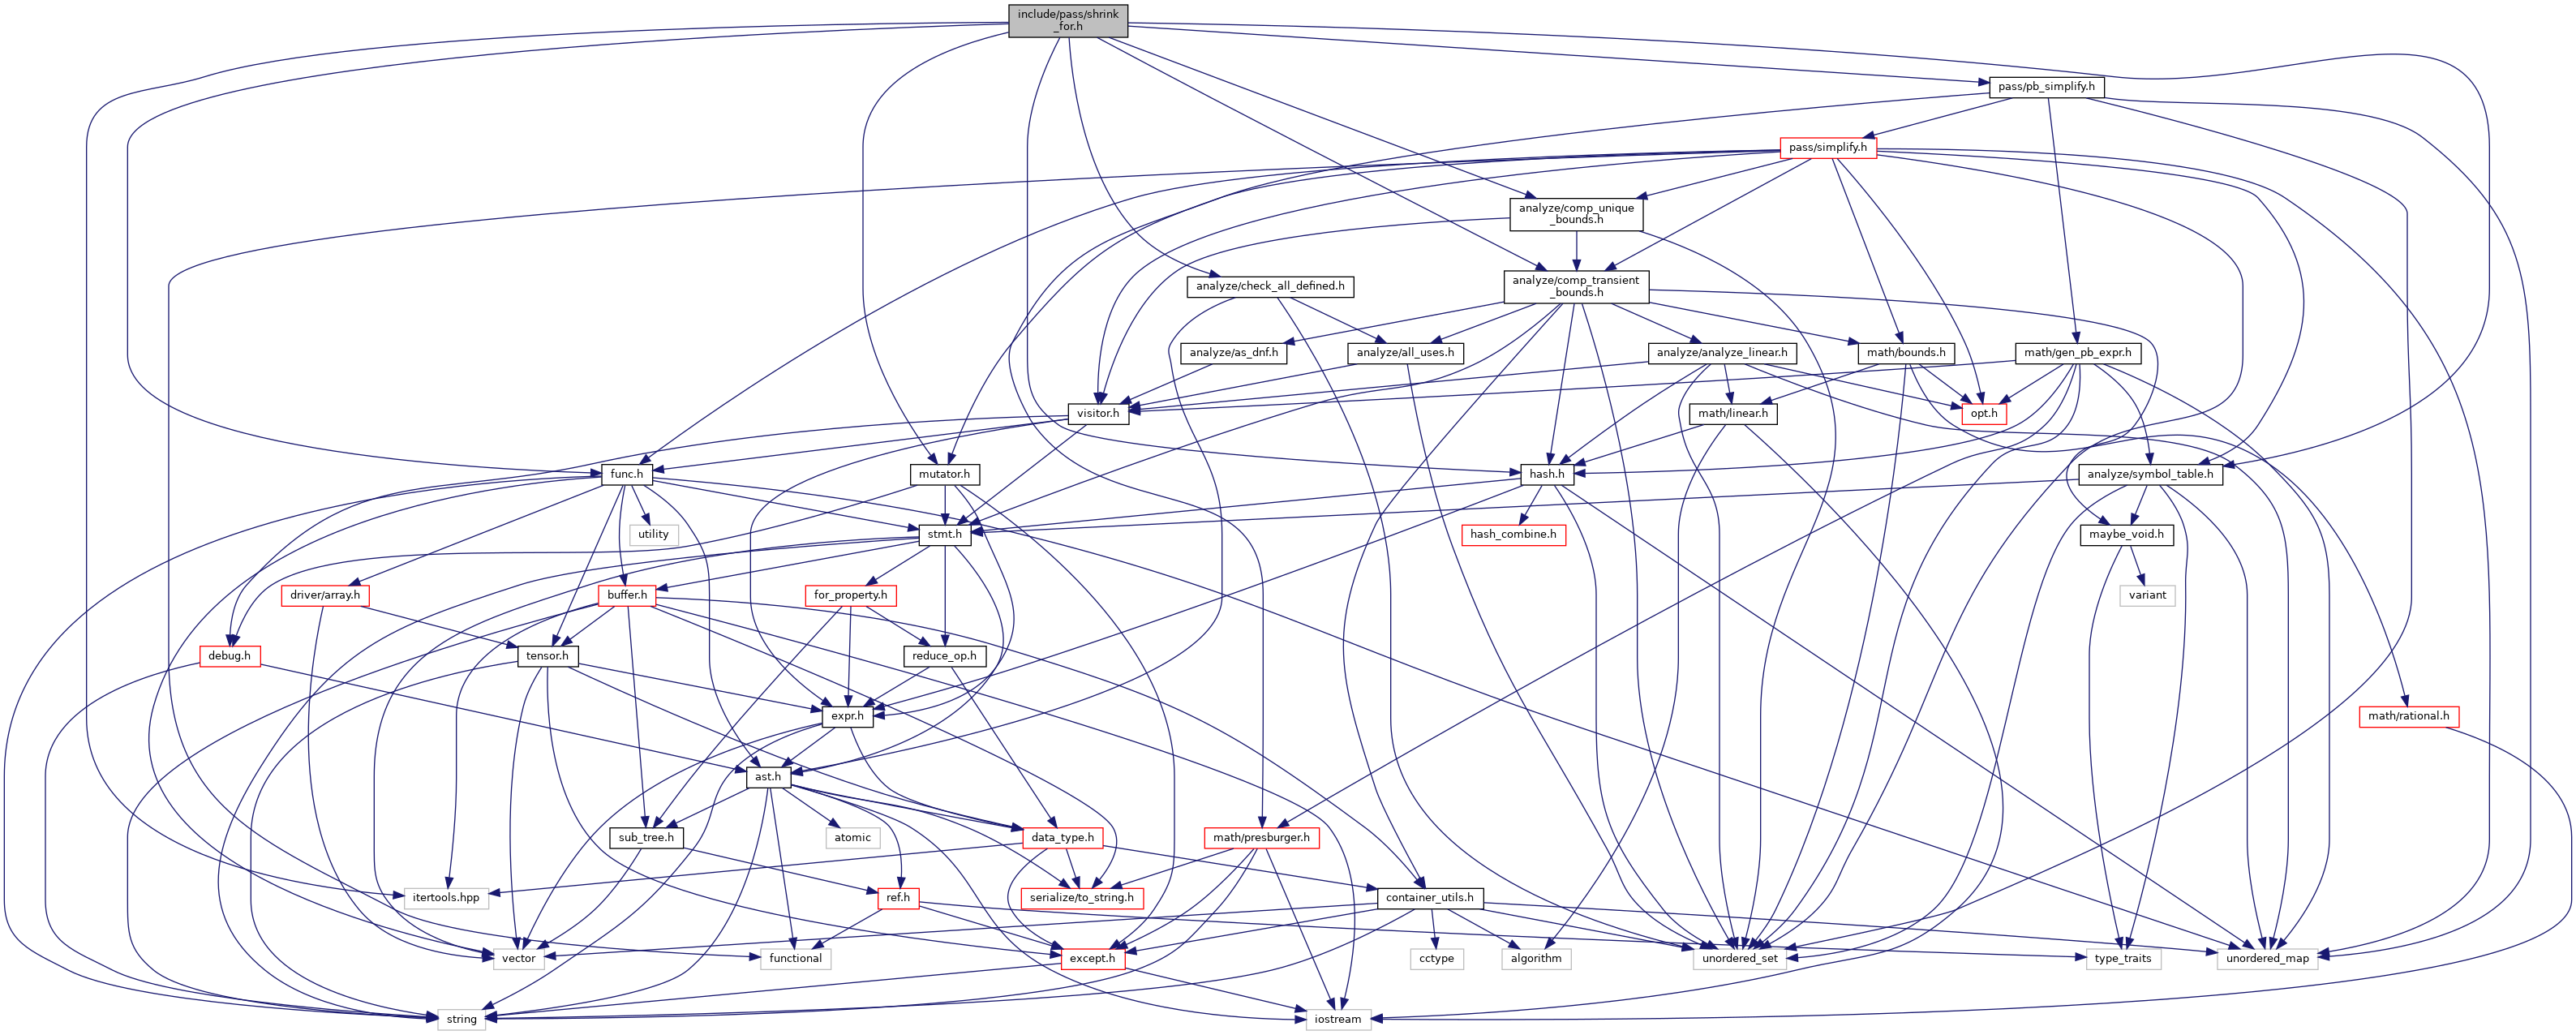 include/pass/shrink
_for.h
pass/pb_simplify.h
pass/simplify.h
analyze/comp_unique
_bounds.h
analyze/check_all_defined.h
analyze/comp_transient
_bounds.h
analyze/as_dnf.h
analyze/all_uses.h
analyze/analyze_linear.h
math/bounds.h
math/gen_pb_expr.h
visitor.h
math/linear.h
opt.h
func.h
mutator.h
hash.h
analyze/symbol_table.h
utility
stmt.h
hash_combine.h
maybe_void.h
driver/array.h
buffer.h
for_property.h
variant
debug.h
tensor.h
reduce_op.h
expr.h
math/rational.h
ast.h
sub_tree.h
atomic
data_type.h
math/presburger.h
itertools.hpp
ref.h
serialize/to_string.h
container_utils.h
vector
functional
except.h
cctype
algorithm
unordered_set
type_traits
unordered_map
string
iostream